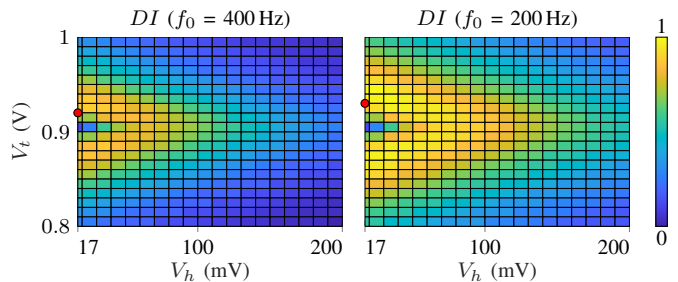 DI (f₀ = 400 Hz)
DI (f₀ = 200 Hz)
1
0.9
0.8
V_t (V)
17
100
200
V_h (mV)
17
100
200
V_h (mV)
1
0